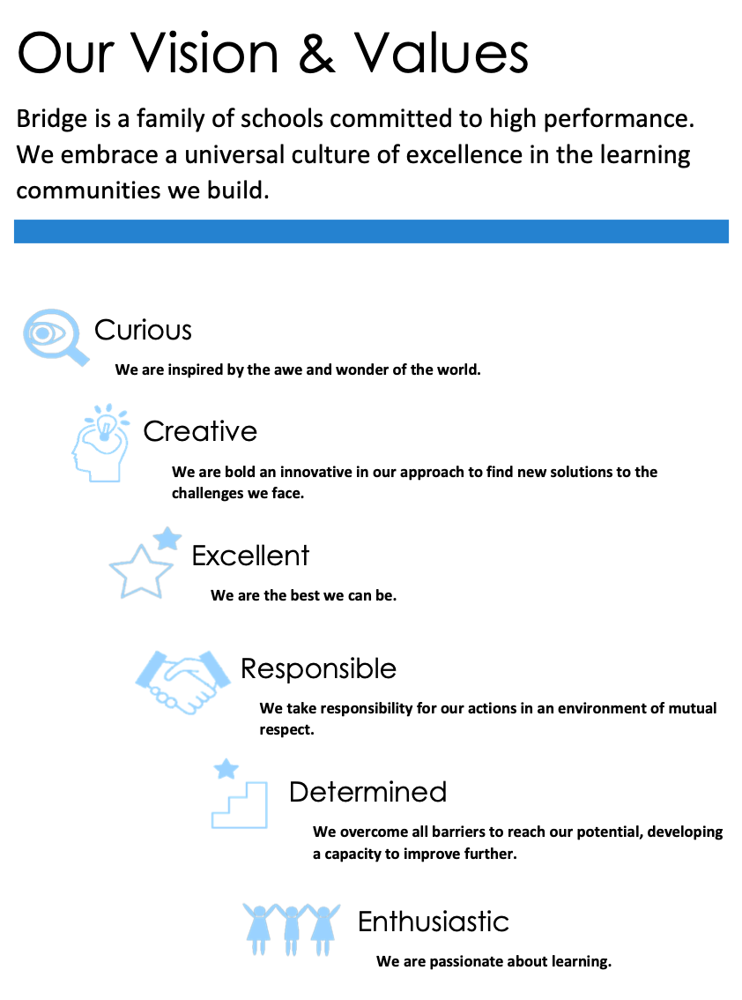 Our Vision & Values
Bridge is a family of schools committed to high performance.
We embrace a universal culture of excellence in the learning
communities we build.
Curious
We are inspired by the awe and wonder of the world.
Creative
We are bold an innovative in our approach to find new solutions to the
challenges we face.
Excellent
We are the best we can be.
Responsible
We take responsibility for our actions in an environment of mutual
respect.
Determined
We overcome all barriers to reach our potential, developing
a capacity to improve further.
Enthusiastic
We are passionate about learning.